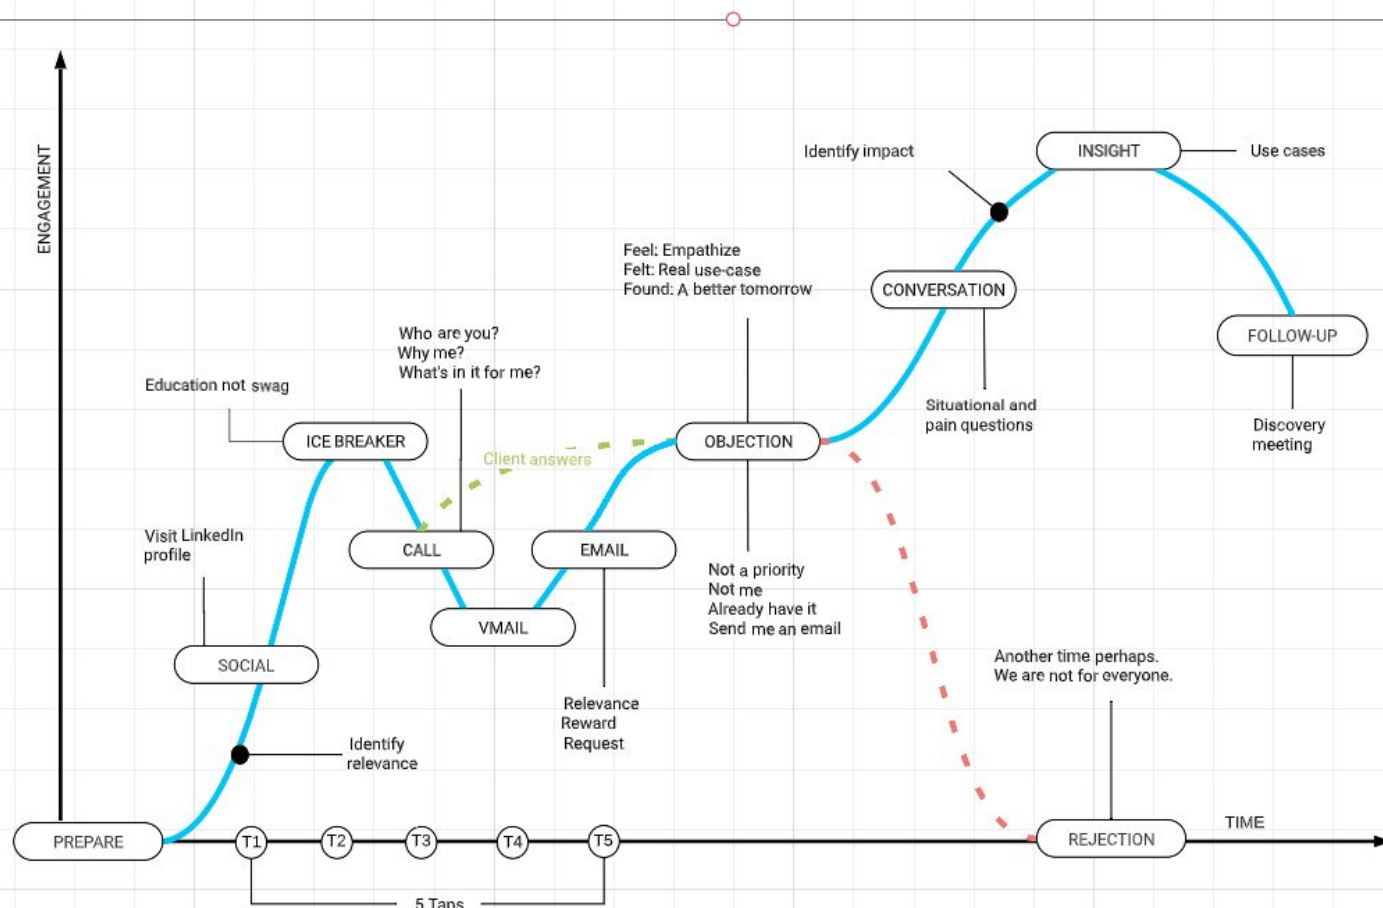 Identify impact
INSIGHT
Use cases
ENGAGEMENT
Feel: Empathize
Felt: Real use-case
Found: A better tomorrow
CONVERSATION
Who are you?
Why me?
What's in it for me?
FOLLOW-UP
Education not swag
Situational and
pain questions
ICE BREAKER
Client answers
OBJECTION
Discovery
meeting
Visit LinkedIn
profile
CALL
EMAIL
Not a priority
Not me
Already have it
Send me an email
VMAIL
SOCIAL
Another time perhaps.
We are not for everyone.
Relevance
Reward
Request
Identify
relevance
PREPARE
T1
T2
T3
T4
T5
REJECTION
TIME
5 Taps